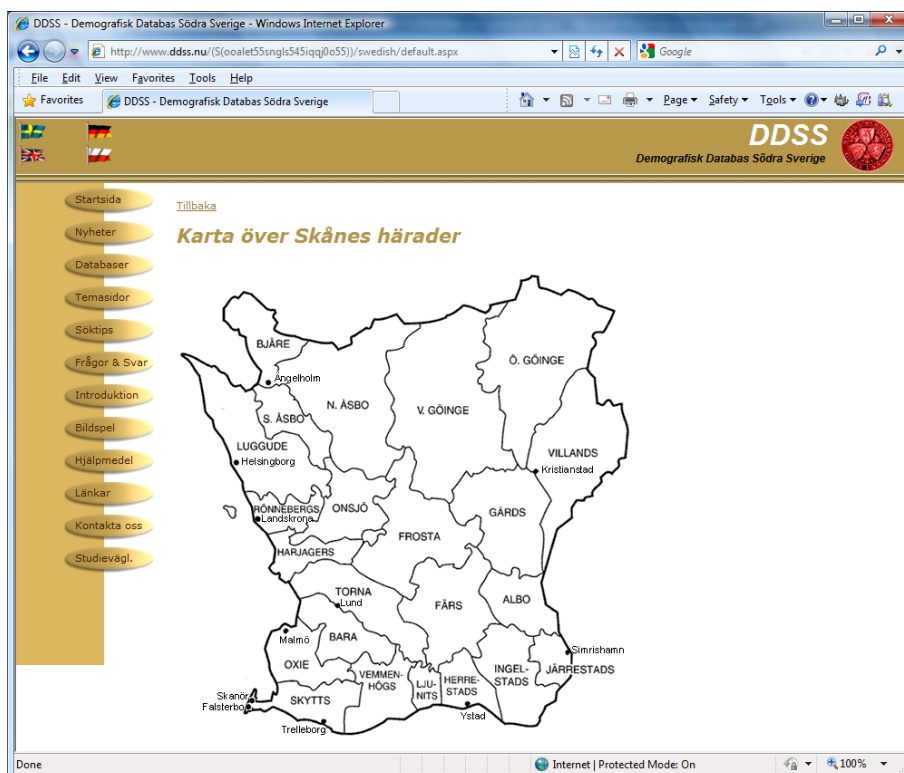 DDSS - Demografisk Databas Södra Sverige - Windows Internet Explorer
http://www.ddss.nu/(S(ooalet55sngls545iqqj0o55))/swedish/default.aspx
Google
File Edit View Favorites Tools Help
Favorites
DDSS - Demografisk Databas Södra Sverige
Page Safety Tools
DDSS
Demografisk Databas Södra Sverige
Startsida
Nyheter
Databaser
Temasidor
Söktips
Frågor & Svar
Introduktion
Bildspel
Hjälpmedel
Länkar
Kontakta oss
Studievägl.
Tillbaka
Karta över Skånes härader
BJÄRE
Ö. GÖINGE
Ängelholm
N. ÅSBO
V. GÖINGE
S. ÅSBO
LUGGUDE
VILLANDS
Helsingborg
Kristianstad
RÖNNEBERGS
ONSJÖ
GÄRDS
Landskrona
FROSTA
HARJAGERS
TORNA
Lund
FÄRS
ALBO
Malmö
BARA
Simrishamn
OXIE
VEMMEN-
HÖGS
LJU-
NITS
HERRE-
STADS
INGEL-
STADS
JÄRRESTADS
Skanör
Falsterbo
SKYTTS
Ystad
Trelleborg
Done
Internet | Protected Mode: On
100%